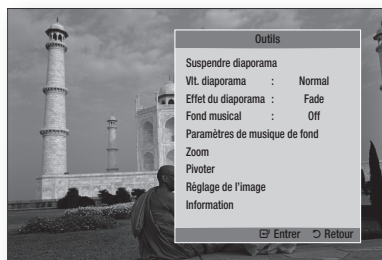 Outils
Suspendre diaporama
Vlt. diaporama : Normal
Effet du diaporama : Fade
Fond musical : Off
Paramètres de musique de fond
Zoom
Pivoter
Réglage de l'image
Information
Entrer Retour